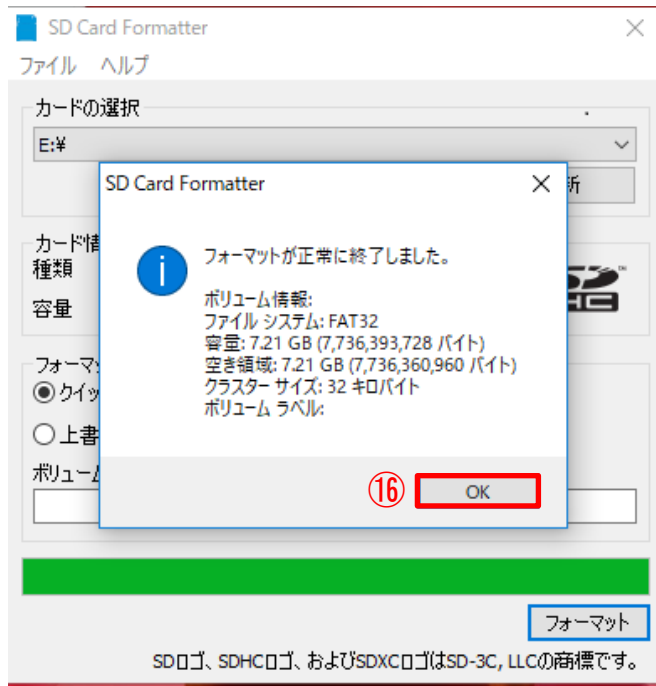 SD Card Formatter
ファイル ヘルプ
カードの選択
E:¥
新
SD Card Formatter
フォーマットが正常に終了しました。
ボリューム情報:
ファイル システム: FAT32
容量: 7.21 GB (7,736,393,728 バイト)
空き領域: 7.21 GB (7,736,360,960 バイト)
クラスター サイズ: 32 キロバイト
ボリューム ラベル:
⑯ OK
カード情
種類
容量
HC
フォーマッ
クイッ
上書
ボリューム
フォーマット
SDロゴ、SDHCロゴ、およびSDXCロゴはSD-3C, LLCの商標です。